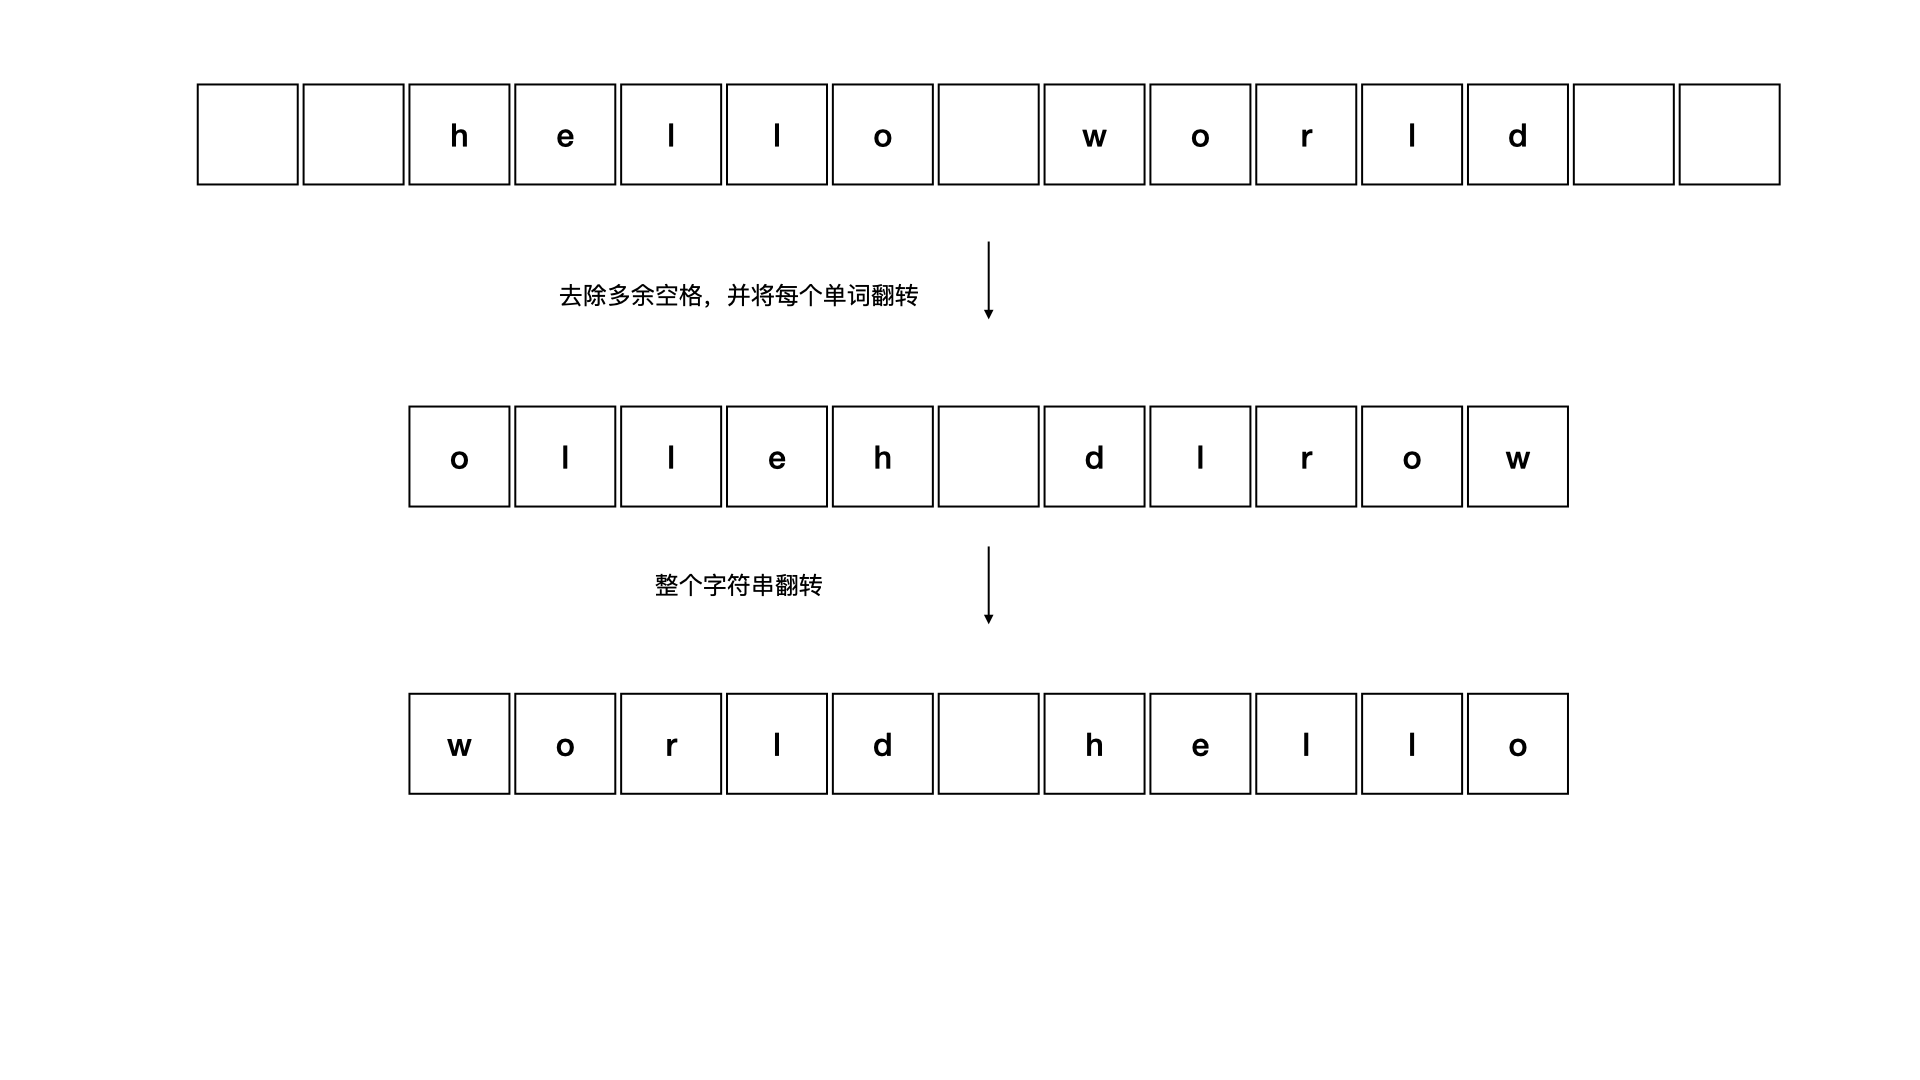 h e l l o w o r l d
去除多余空格，并将每个单词翻转
o l l e h d l r o w
整个字符串翻转
w o r l d h e l l o